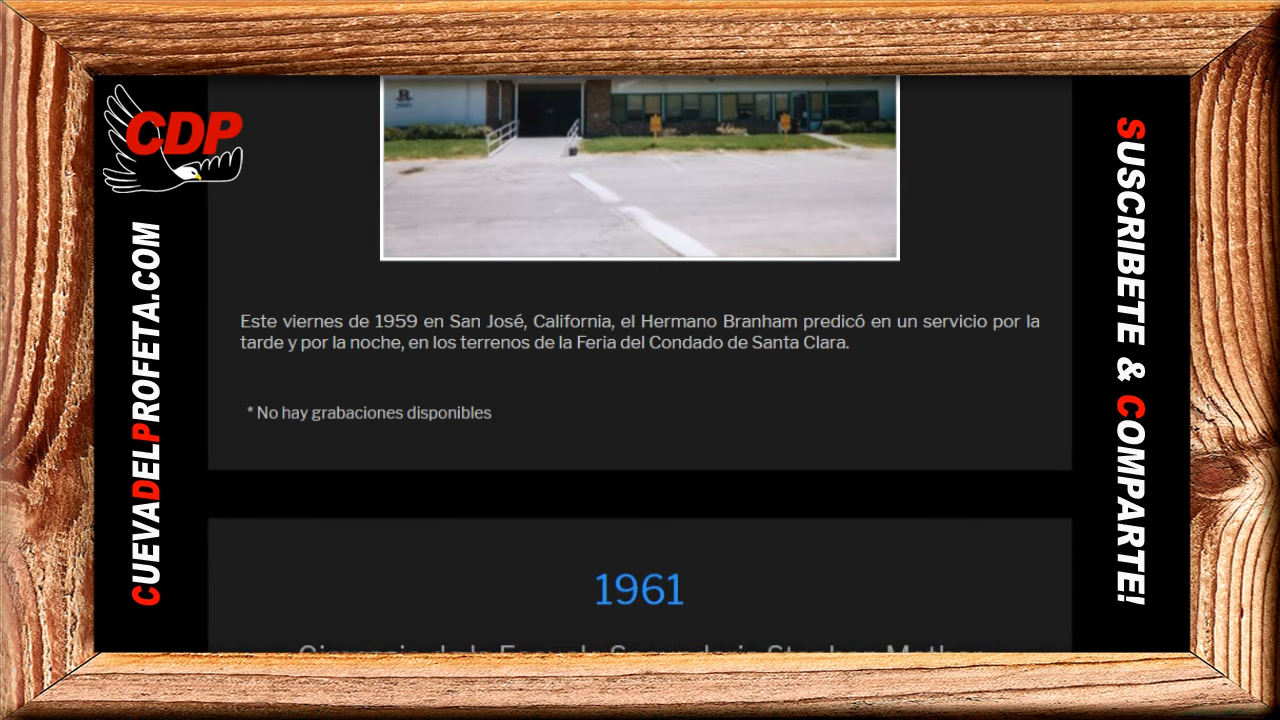 CDP
CUEVADELPROFETA.COM
Este viernes de 1959 en San José, California, el Hermano Branham predicó en un servicio por la
tarde y por la noche, en los terrenos de la Feria del Condado de Santa Clara.
* No hay grabaciones disponibles
1961
SUSCRIBETE & COMPARTE!